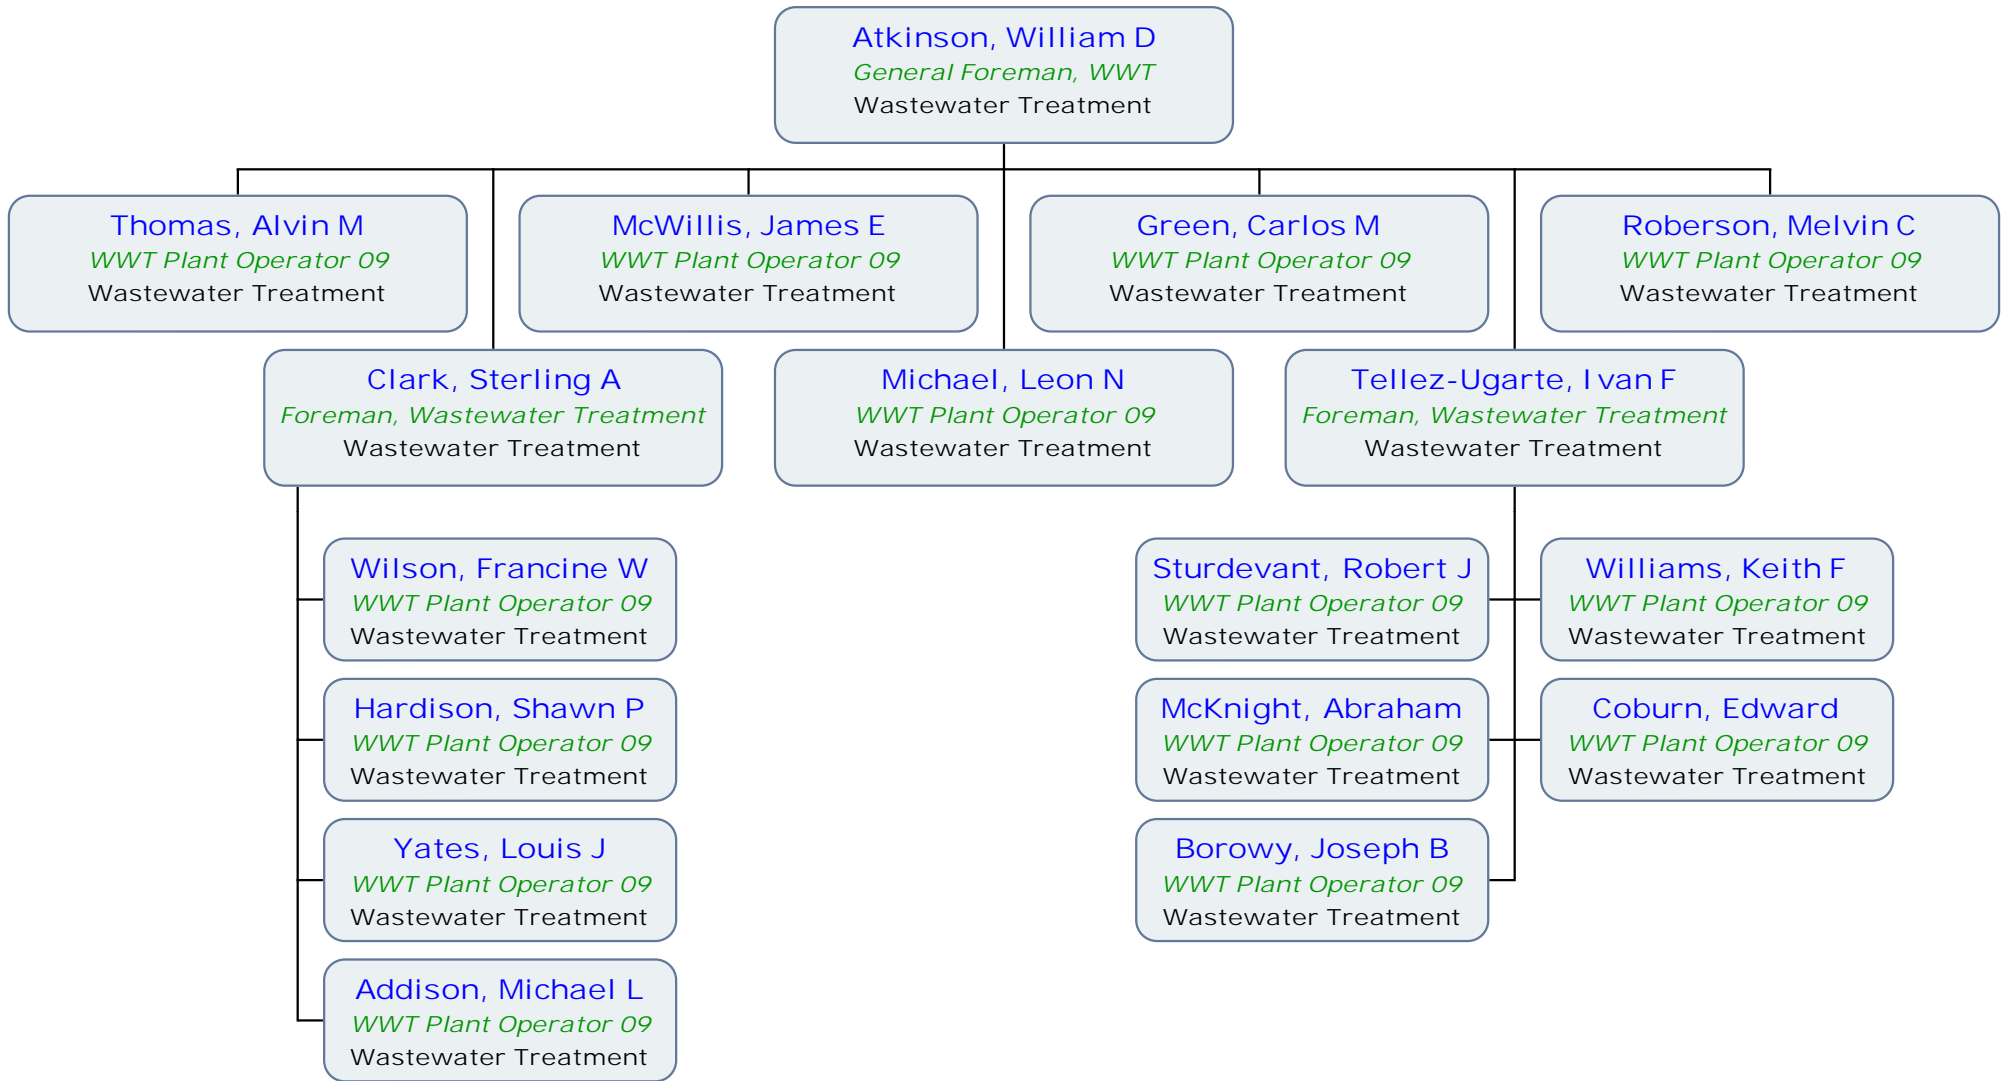 Atkinson, William D
General Foreman, WWT
Wastewater Treatment
Thomas, Alvin M
WWT Plant Operator 09
Wastewater Treatment
McWillis, James E
WWT Plant Operator 09
Wastewater Treatment
Green, Carlos M
WWT Plant Operator 09
Wastewater Treatment
Roberson, Melvin C
WWT Plant Operator 09
Wastewater Treatment
Clark, Sterling A
Foreman, Wastewater Treatment
Wastewater Treatment
Michael, Leon N
WWT Plant Operator 09
Wastewater Treatment
Tellez-Ugarte, Ivan F
Foreman, Wastewater Treatment
Wastewater Treatment
Wilson, Francine W
WWT Plant Operator 09
Wastewater Treatment
Hardison, Shawn P
WWT Plant Operator 09
Wastewater Treatment
Yates, Louis J
WWT Plant Operator 09
Wastewater Treatment
Addison, Michael L
WWT Plant Operator 09
Wastewater Treatment
Sturdevant, Robert J
WWT Plant Operator 09
Wastewater Treatment
Williams, Keith F
WWT Plant Operator 09
Wastewater Treatment
McKnight, Abraham
WWT Plant Operator 09
Wastewater Treatment
Coburn, Edward
WWT Plant Operator 09
Wastewater Treatment
Borowy, Joseph B
WWT Plant Operator 09
Wastewater Treatment